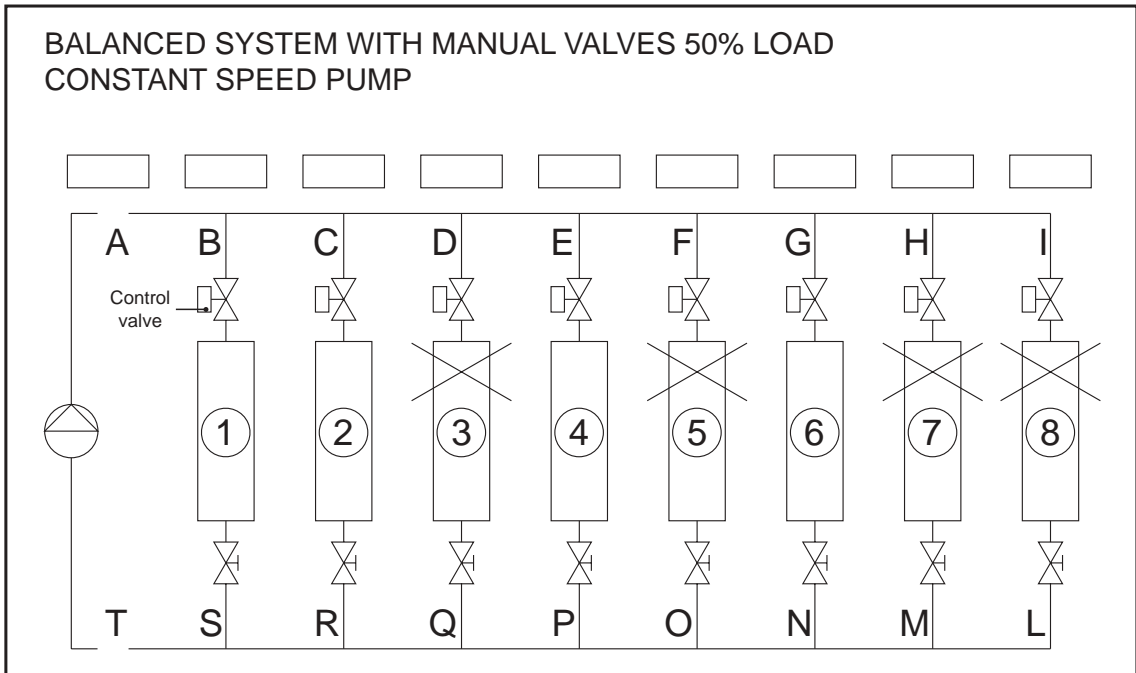 BALANCED SYSTEM WITH MANUAL VALVES 50% LOAD
CONSTANT SPEED PUMP
A B C D E F G H I
Control
valve
1 2 3 4 5 6 7 8
T S R Q P O N M L